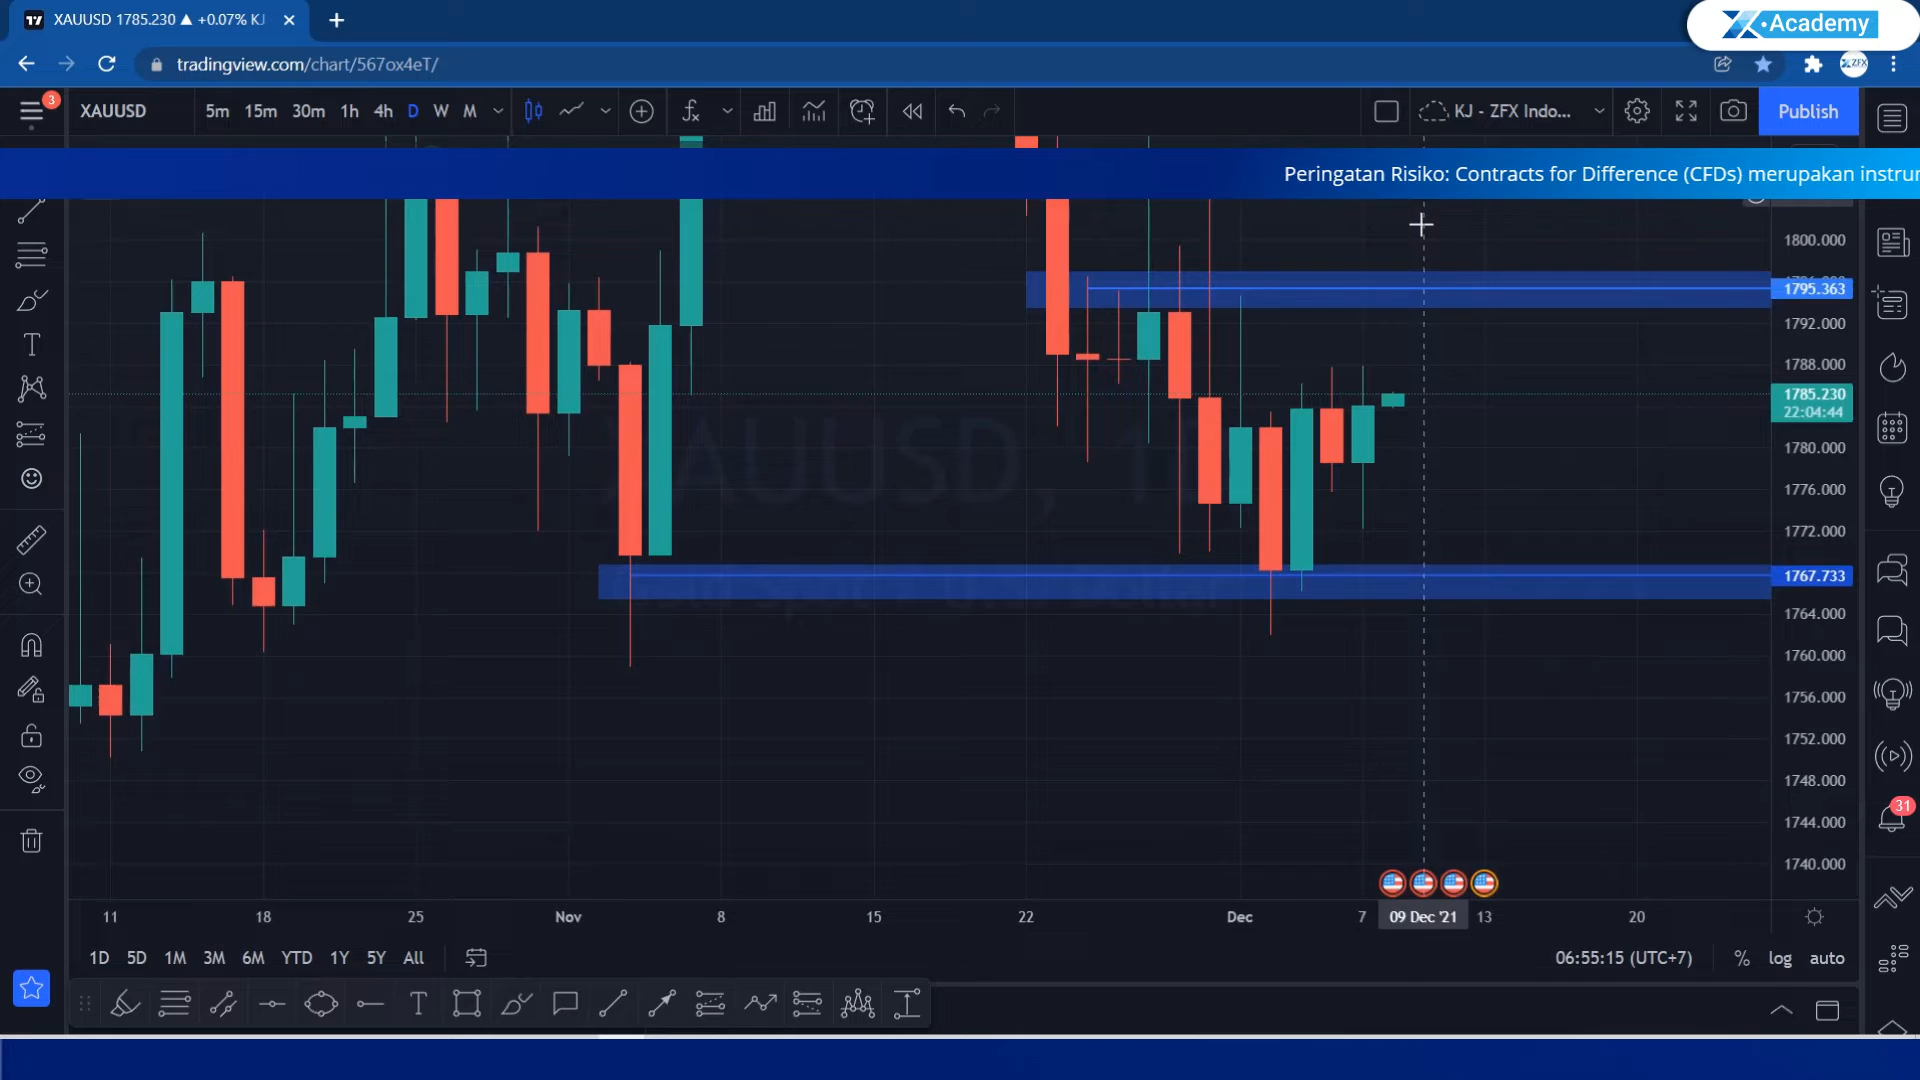 XAUUSD 1785.230 ▲ +0.07% KJ
Academy
tradingview.com/chart/567ox4eT/
ZFX
3
XAUUSD
5m 15m 30m 1h 4h D W M
KJ - ZFX Indo...
Publish
Peringatan Risiko: Contracts for Difference (CFDs) merupakan instru
1800.000
1795.363
1792.000
1788.000
1785.230
22:04:44
1780.000
1776.000
1772.000
1767.733
1764.000
1760.000
1756.000
1752.000
1748.000
1744.000
1740.000
XAUUSD, 1D
31
11 18 25 Nov 8 15 22 Dec 7 09 Dec '21 13 20
1D 5D 1M 3M 6M YTD 1Y 5Y All
06:55:15 (UTC+7) % log auto